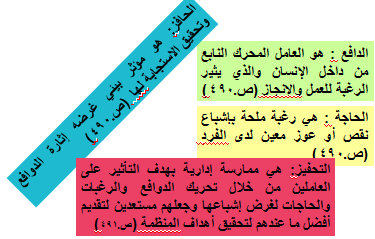 الحافز: هو مؤثر بيئي غرضه إثارة الدوافع
وتحقيق الاستجابة لها (ص.٤٩٠)
الدافع : هو العامل المحرك النابع
من داخل الإنسان والذي يثير
الرغبة للعمل والانجاز (ص.٤٩٠)
الحاجة : هي رغبة ملحة بإشباع
نقص أو عوز معين لدى الفرد
(ص.٤٩٠)
التحفيز: هي ممارسة إدارية بهدف التأثير على
العاملين من خلال تحريك الدوافع والرغبات
والحاجات لغرض إشباعها وجعلهم مستعدين لتقديم
أفضل ما عندهم لتحقيق أهداف المنظمة (ص.٤٩١)